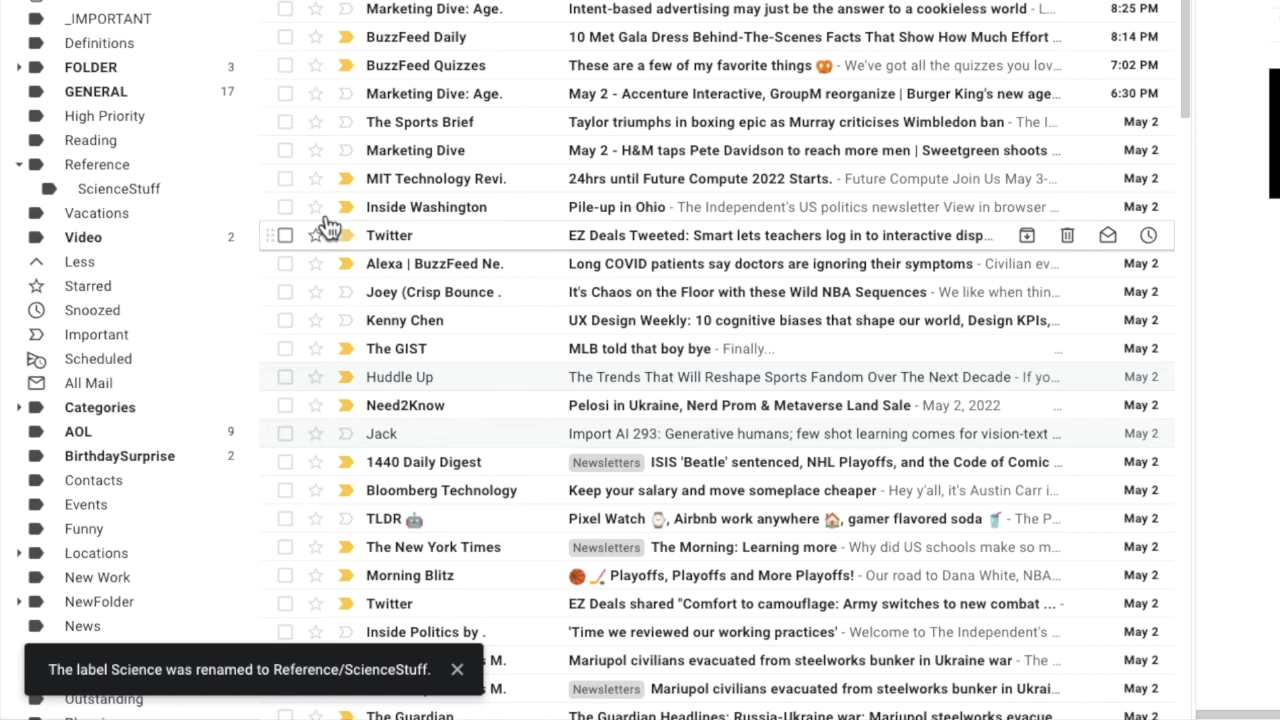 _IMPORTANT
Definitions
FOLDER 3
GENERAL 17
High Priority
Reading
Reference
ScienceStuff
Vacations
Video 2
Less
Starred
Snoozed
Important
Scheduled
All Mail
Categories
AOL 9
BirthdaySurprise 2
Contacts
Events
Funny
Locations
New Work
NewFolder
News
Outstanding
Marketing Dive: Age. Intent-based advertising may just be the answer to a cookieless world - L… 8:25 PM
BuzzFeed Daily 10 Met Gala Dress Behind-The-Scenes Facts That Show How Much Effort … 8:14 PM
BuzzFeed Quizzes These are a few of my favorite things 🥨 - We've got all the quizzes you lov… 7:02 PM
Marketing Dive: Age. May 2 - Accenture Interactive, GroupM reorganize | Burger King's new age… 6:30 PM
The Sports Brief Taylor triumphs in boxing epic as Murray criticises Wimbledon ban - The I… May 2
Marketing Dive May 2 - H&M taps Pete Davidson to reach more men | Sweetgreen shoots … May 2
MIT Technology Revi. 24hrs until Future Compute 2022 Starts. - Future Compute Join Us May 3-… May 2
Inside Washington Pile-up in Ohio - The Independent's US politics newsletter View in browser … May 2
Twitter EZ Deals Tweeted: Smart lets teachers log in to interactive disp…
Alexa | BuzzFeed Ne. Long COVID patients say doctors are ignoring their symptoms - Civilian ev… May 2
Joey (Crisp Bounce . It's Chaos on the Floor with these Wild NBA Sequences - We like when thin… May 2
Kenny Chen UX Design Weekly: 10 cognitive biases that shape our world, Design KPIs,… May 2
The GIST MLB told that boy bye - Finally… … May 2
Huddle Up The Trends That Will Reshape Sports Fandom Over The Next Decade - If yo… May 2
Need2Know Pelosi in Ukraine, Nerd Prom & Metaverse Land Sale - May 2, 2022 … May 2
Jack Import AI 293: Generative humans; few shot learning comes for vision-text … May 2
1440 Daily Digest Newsletters ISIS 'Beatle' sentenced, NHL Playoffs, and the Code of Comic … May 2
Bloomberg Technology Keep your salary and move someplace cheaper - Hey y'all, it's Austin Carr i… May 2
TLDR 🤖 Pixel Watch ⌚, Airbnb work anywhere 🏠, gamer flavored soda 🥤 - The P… May 2
The New York Times Newsletters The Morning: Learning more - Why did US schools make so m… May 2
Morning Blitz 🏀🏒 Playoffs, Playoffs and More Playoffs! - Our road to Dana White, NBA… May 2
Twitter EZ Deals shared "Comfort to camouflage: Army switches to new combat … - May 2
Inside Politics by . 'Time we reviewed our working practices' - Welcome to The Independent's … May 2
s M. Mariupol civilians evacuated from steelworks bunker in Ukraine war - The … May 2
s M. Newsletters Mariupol civilians evacuated from steelworks bunker in Ukrai… May 2
The Guardian The Guardian Headlines: Russia-Ukraine war: Mariupol steelworks evacue May 2
The label Science was renamed to Reference/ScienceStuff.